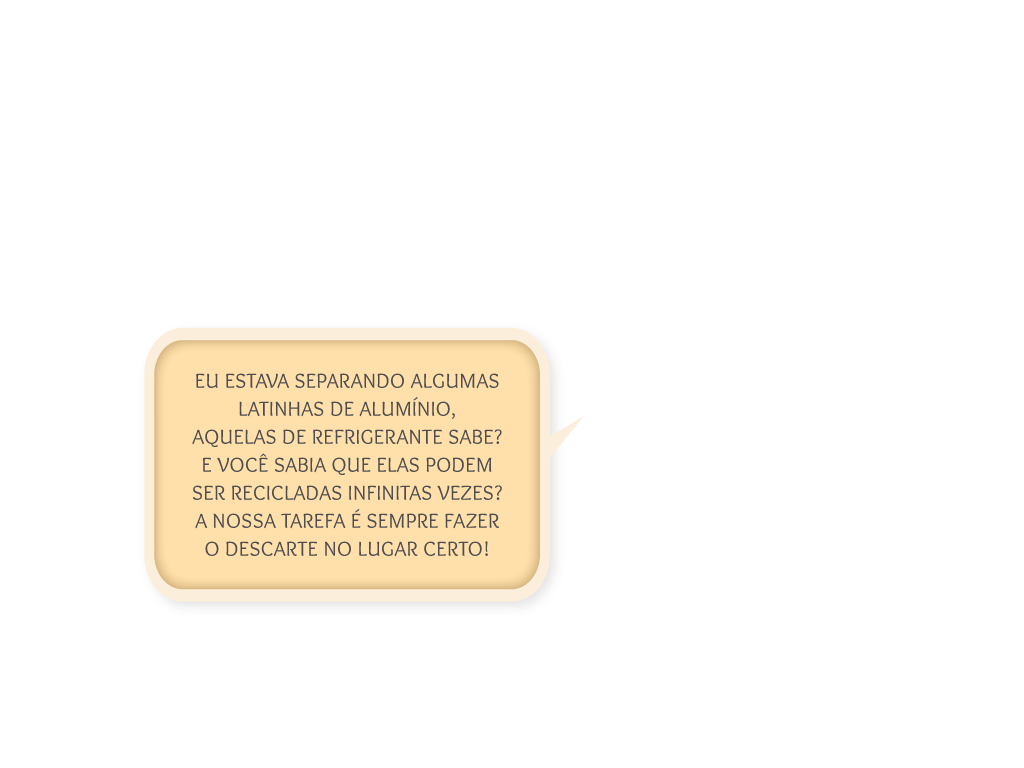 EU ESTAVA SEPARANDO ALGUMAS
LATINHAS DE ALUMÍNIO,
AQUELAS DE REFRIGERANTE SABE?
E VOCÊ SABIA QUE ELAS PODEM
SER RECICLADAS INFINITAS VEZES?
A NOSSA TAREFA É SEMPRE FAZER
O DESCARTE NO LUGAR CERTO!